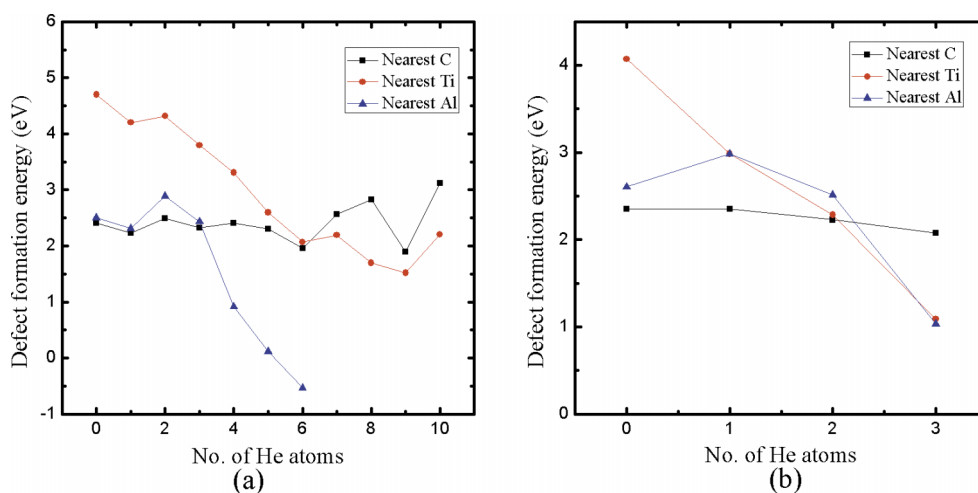 6
5
4
3
2
1
0
-1
Defect formation energy (eV)
Nearest C
Nearest Ti
Nearest Al
0 2 4 6 8 10
No. of He atoms
(a)
4
3
2
1
0
Defect formation energy (eV)
Nearest C
Nearest Ti
Nearest Al
0 1 2 3
No. of He atoms
(b)